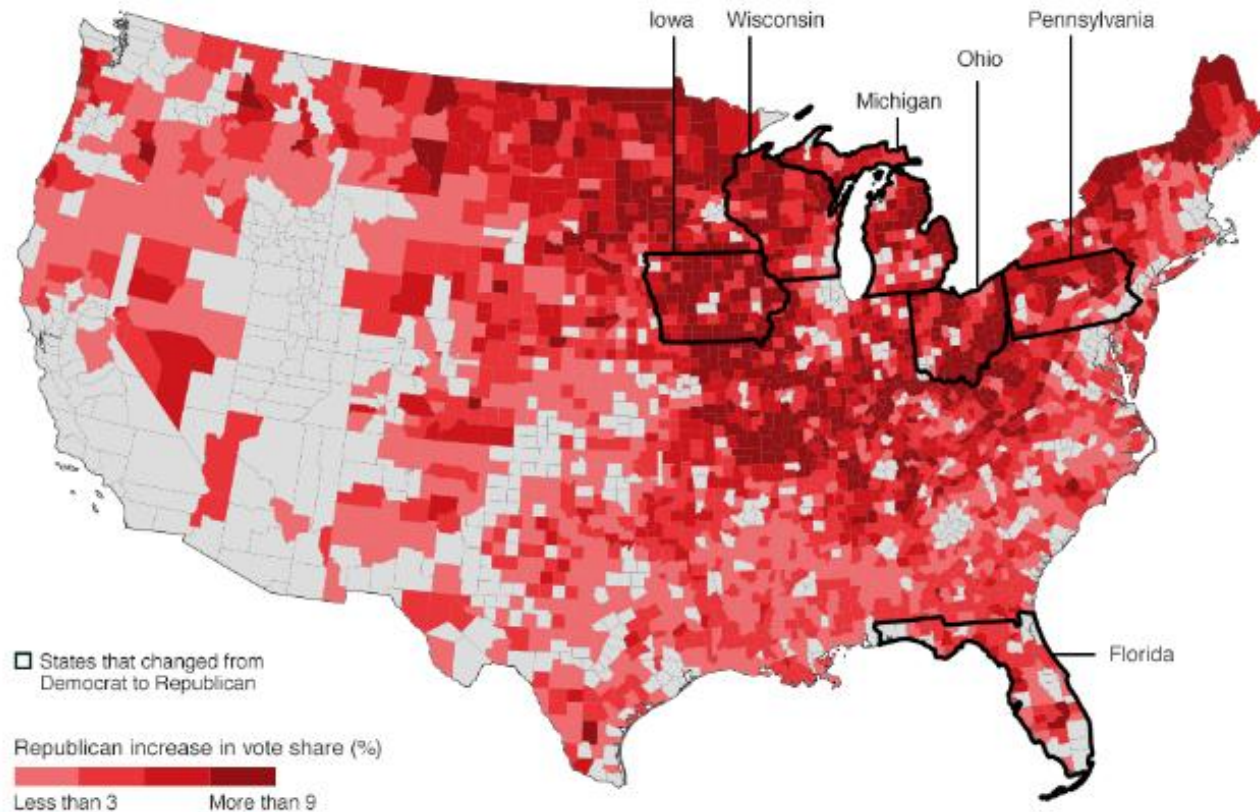 Iowa
Wisconsin
Pennsylvania
Ohio
Michigan
Florida
States that changed from
Democrat to Republican
Republican increase in vote share (%)
Less than 3
More than 9